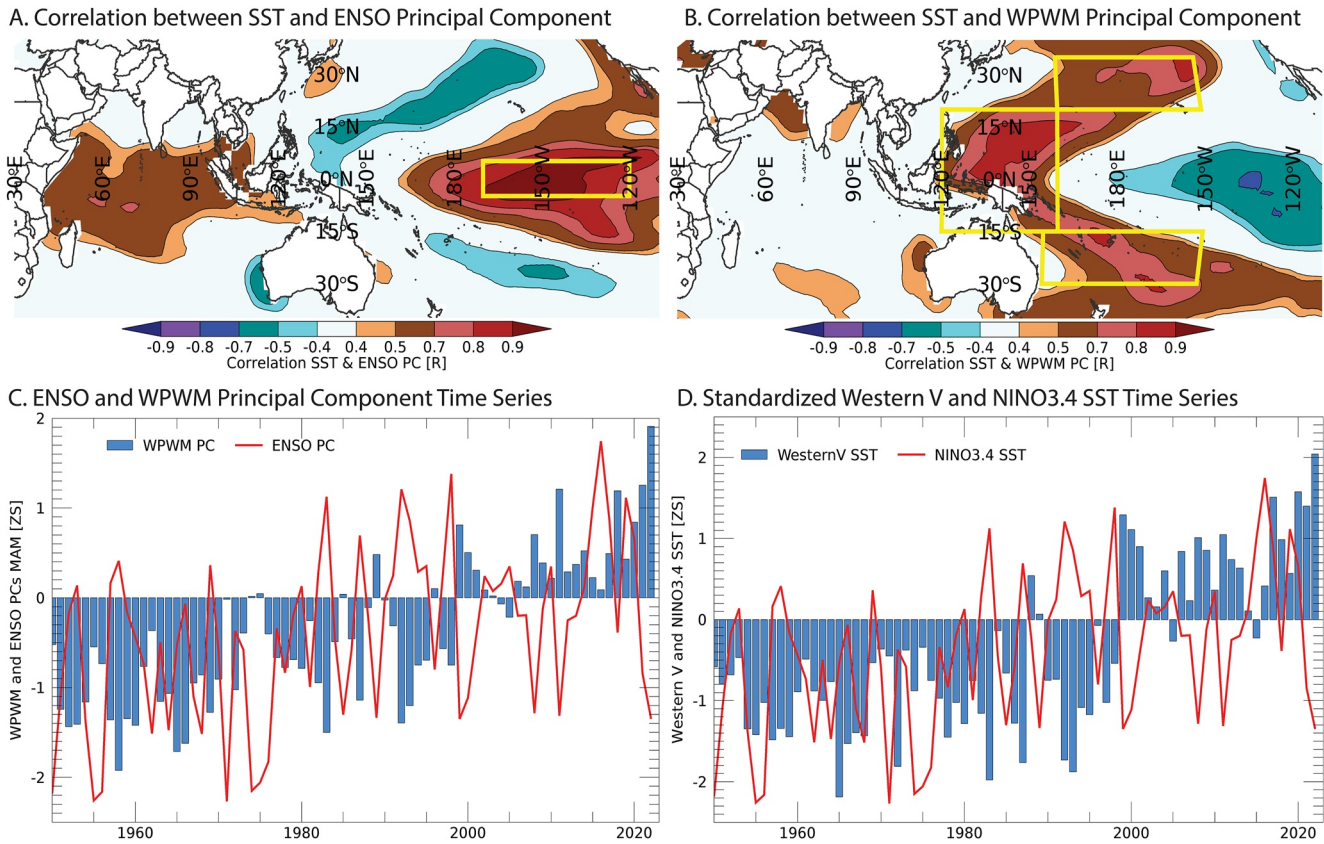 A. Correlation between SST and ENSO Principal Component
30°N
15°N
0°N
15°S
30°S
30°E
60°E
90°E
120°E
150°E
180°E
150°W
120°W
-0.9 -0.8 -0.7 -0.5 -0.4 0.4 0.5 0.7 0.8 0.9
Correlation SST & ENSO PC [R]
B. Correlation between SST and WPWM Principal Component
30°N
15°N
0°N
15°S
30°S
30°E
60°E
90°E
120°E
150°E
180°E
150°W
120°W
-0.9 -0.8 -0.7 -0.5 -0.4 0.4 0.5 0.7 0.8 0.9
Correlation SST & WPWM PC [R]
C. ENSO and WPWM Principal Component Time Series
WPWM and ENSO PCs MAM [ZS]
WPWM PC ENSO PC
2
1
0
-1
-2
1960 1980 2000 2020
D. Standardized Western V and NINO3.4 SST Time Series
Western V and NINO3.4 SST [ZS]
WesternV SST NINO3.4 SST
2
1
0
-1
-2
1960 1980 2000 2020